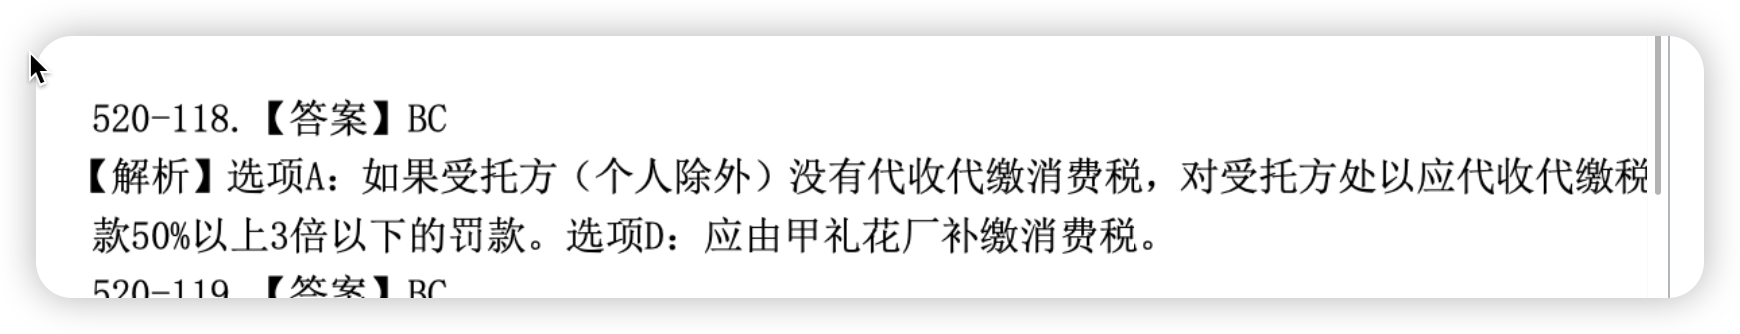 520-118.【答案】BC
【解析】选项A：如果受托方（个人除外）没有代收代缴消费税，对受托方处以应代收代缴税
款50%以上3倍以下的罚款。选项D：应由甲礼花厂补缴消费税。
520-119.【答案】BC